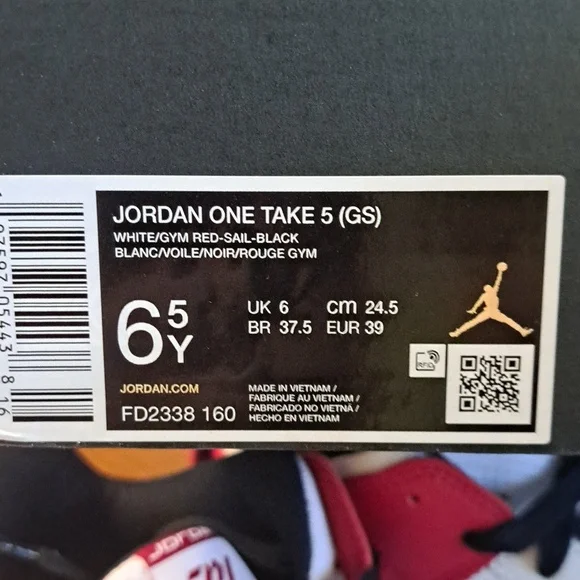 JORDAN ONE TAKE 5 (GS)
WHITE/GYM RED-SAIL-BLACK
BLANC/VOILE/NOIR/ROUGE GYM
6 5 Y
UK 6 cm 24.5
BR 37.5 EUR 39
JORDAN.COM
FD2338 160
MADE IN VIETNAM /
FABRIQUE AU VIETNAM /
FABRICADO NO VIETNÃ /
HECHO EN VIETNAM
RFID